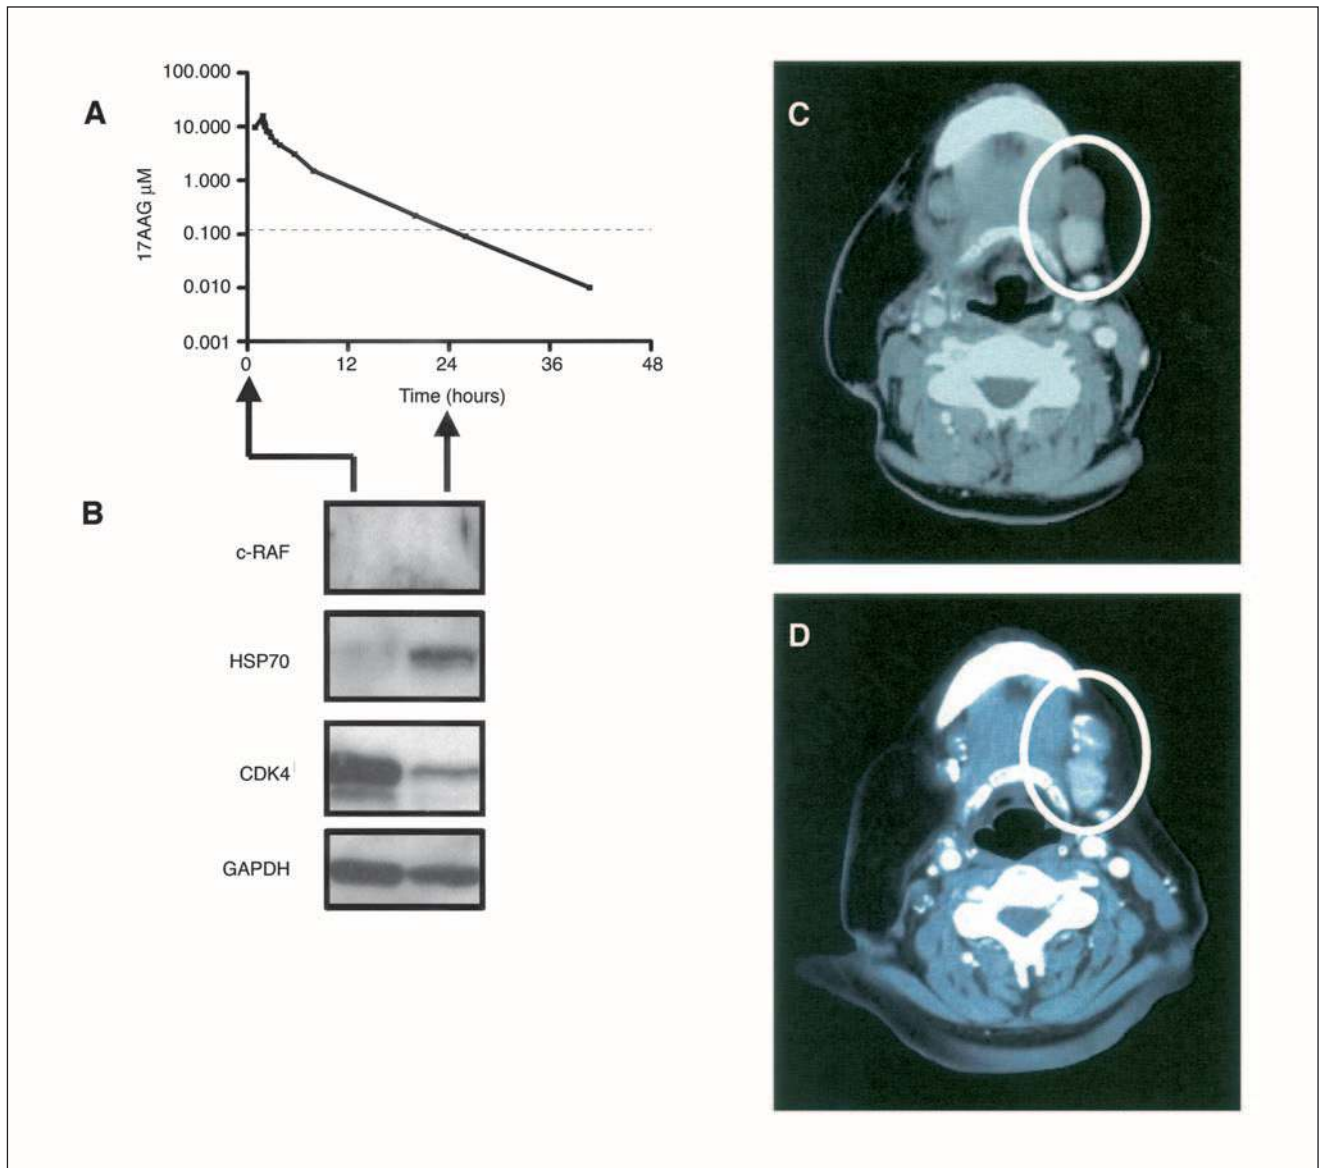 A
100.000
10.000
1.000
0.100
0.010
0.001
17AAG µM
0 12 24 36 48
Time (hours)
B
c-RAF
HSP70
CDK4
GAPDH
C
D